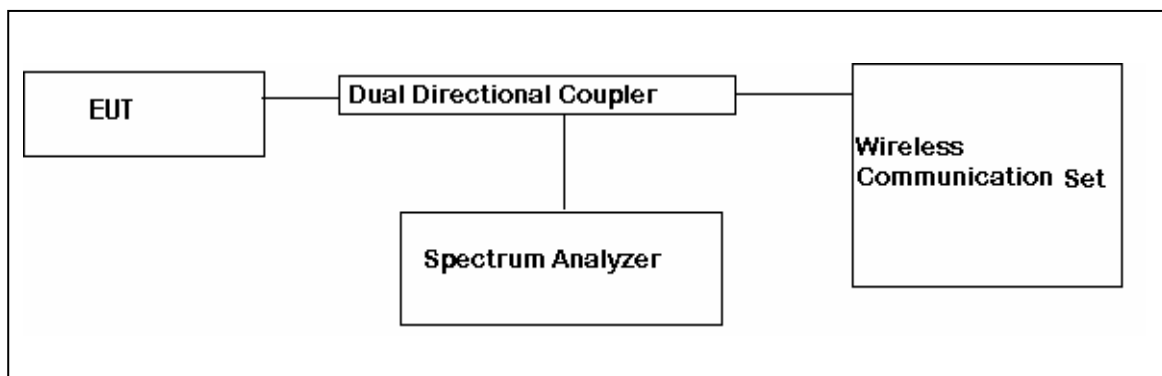 EUT
Dual Directional Coupler
Wireless
Communication Set
Spectrum Analyzer